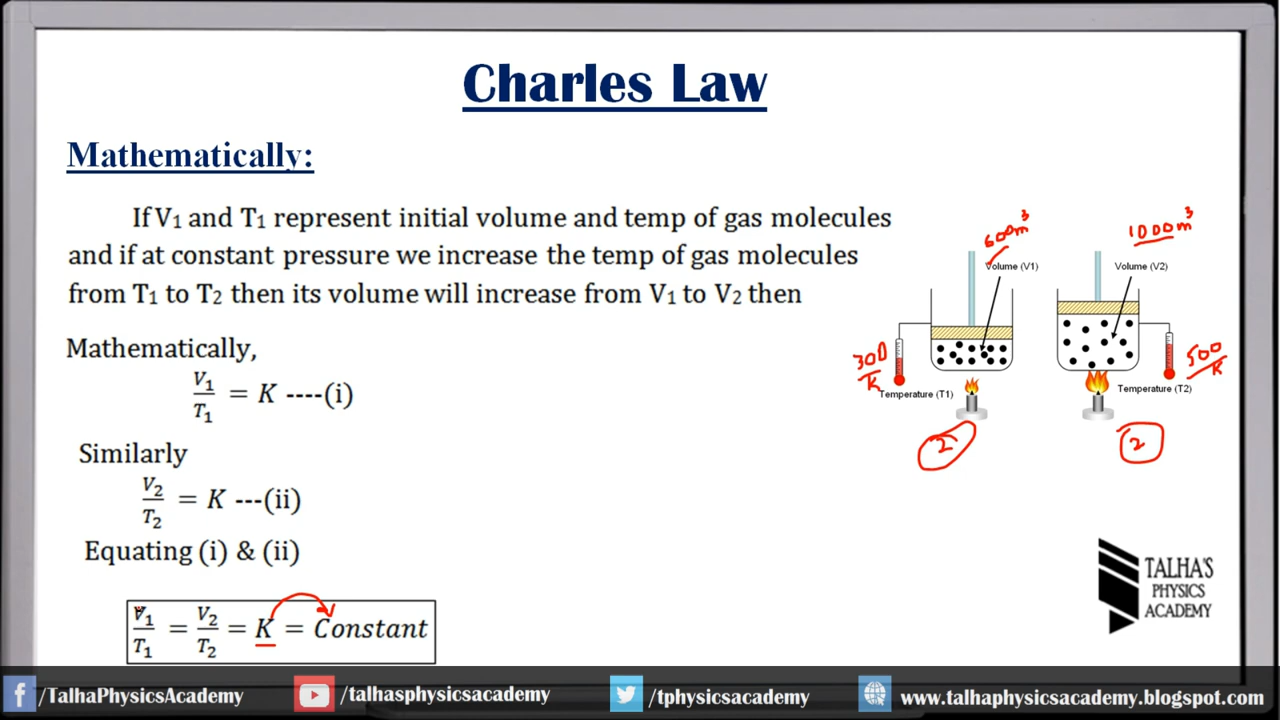 Charles Law
Mathematically:
If V₁ and T₁ represent initial volume and temp of gas molecules
and if at constant pressure we increase the temp of gas molecules
from T₁ to T₂ then its volume will increase from V₁ to V₂ then
Mathematically,
V₁/T₁ = K ----(i)
Similarly
V₂/T₂ = K ---(ii)
Equating (i) & (ii)
V₁/T₁ = V₂/T₂ = K = Constant
600m³
1000m³
Volume (V1)
Volume (V2)
300 K
500 K
Temperature (T1)
Temperature (T2)
2
2
TALHA'S
PHYSICS
ACADEMY
/TalhaPhysicsAcademy
/talhasphysicsacademy
/tphysicsacademy
www.talhaphysicsacademy.blogspot.com